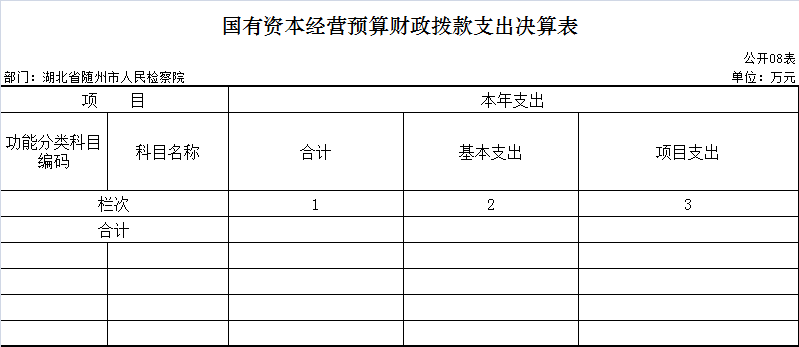 国有资本经营预算财政拨款支出决算表
公开08表
部门：湖北省随州市人民检察院 单位：万元
项 目 本年支出
功能分类科目
编码
科目名称 合计 基本支出 项目支出
栏次 1 2 3
合计